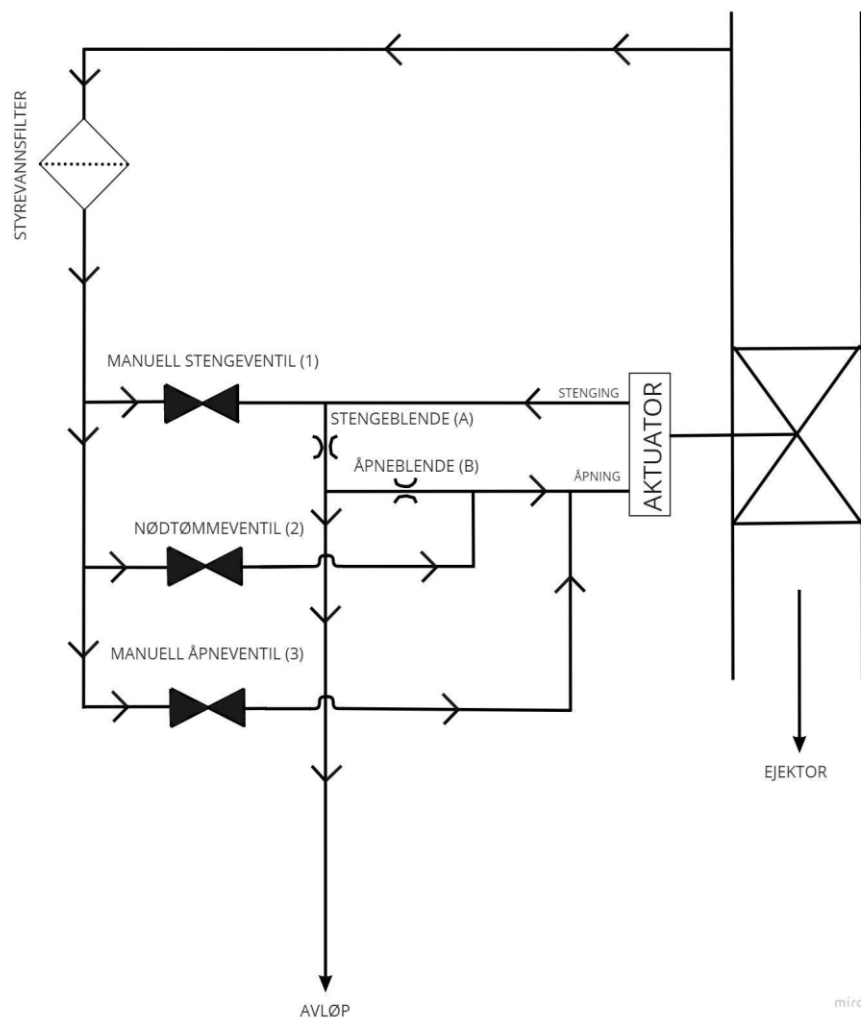 STYREVANNSFILTER
MANUELL STENGEVENTIL (1)
STENGING
STENGEBLENDE (A)
AKTUATOR
ÅPNEBLENDE (B)
ÅPNING
NØDTØMMEVENTIL (2)
MANUELL ÅPNEVENTIL (3)
EJEKTOR
AVLØP